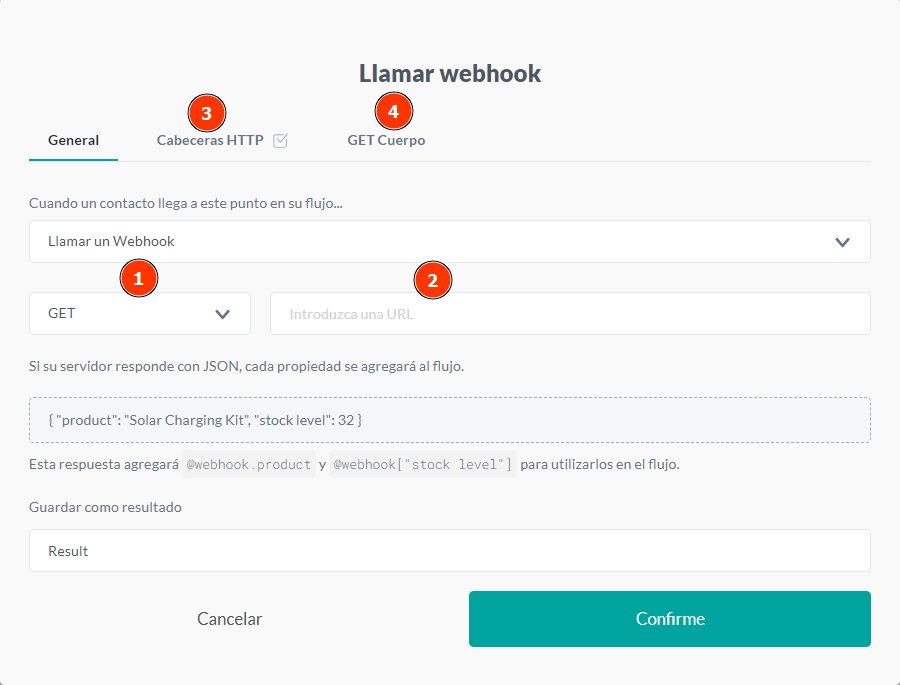 Llamar webhook
3
4
General
Cabeceras HTTP
GET Cuerpo
Cuando un contacto llega a este punto en su flujo...
Llamar un Webhook
1
2
GET
Introduzca una URL
Si su servidor responde con JSON, cada propiedad se agregará al flujo.
{ "product": "Solar Charging Kit", "stock level": 32 }
Esta respuesta agregará @webhook.product y @webhook["stock level"] para utilizarlos en el flujo.
Guardar como resultado
Result
Cancelar
Confirme